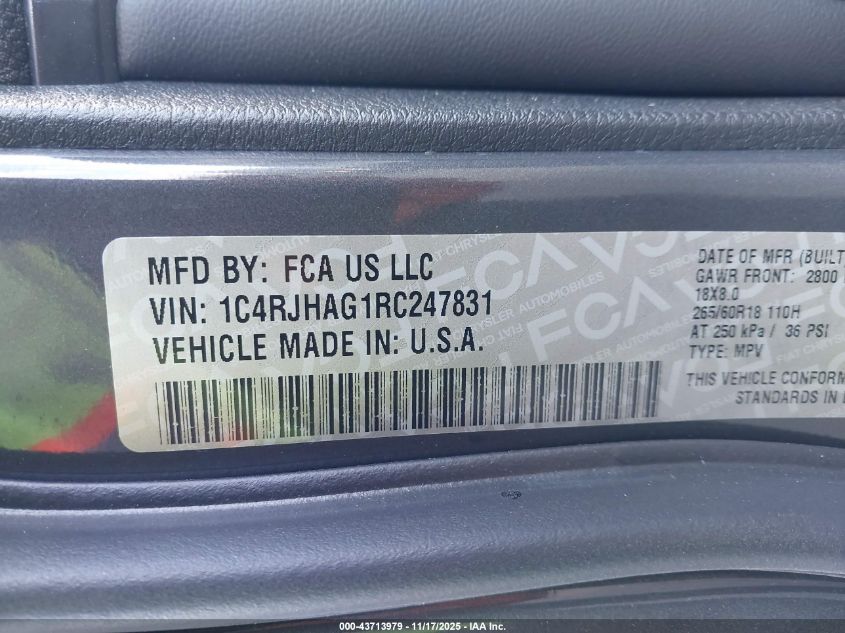 MFD BY: FCA US LLC
VIN: 1C4RJHAG1RC247831
VEHICLE MADE IN: U.S.A.
DATE OF MFR (BUILT
GAWR FRONT: 2800
18X8.0
265/60R18 110H
AT 250 kPa / 36 PSI
TYPE: MPV
THIS VEHICLE CONFORM
STANDARDS IN
000-43713979 - 11/17/2025 - IAA Inc.